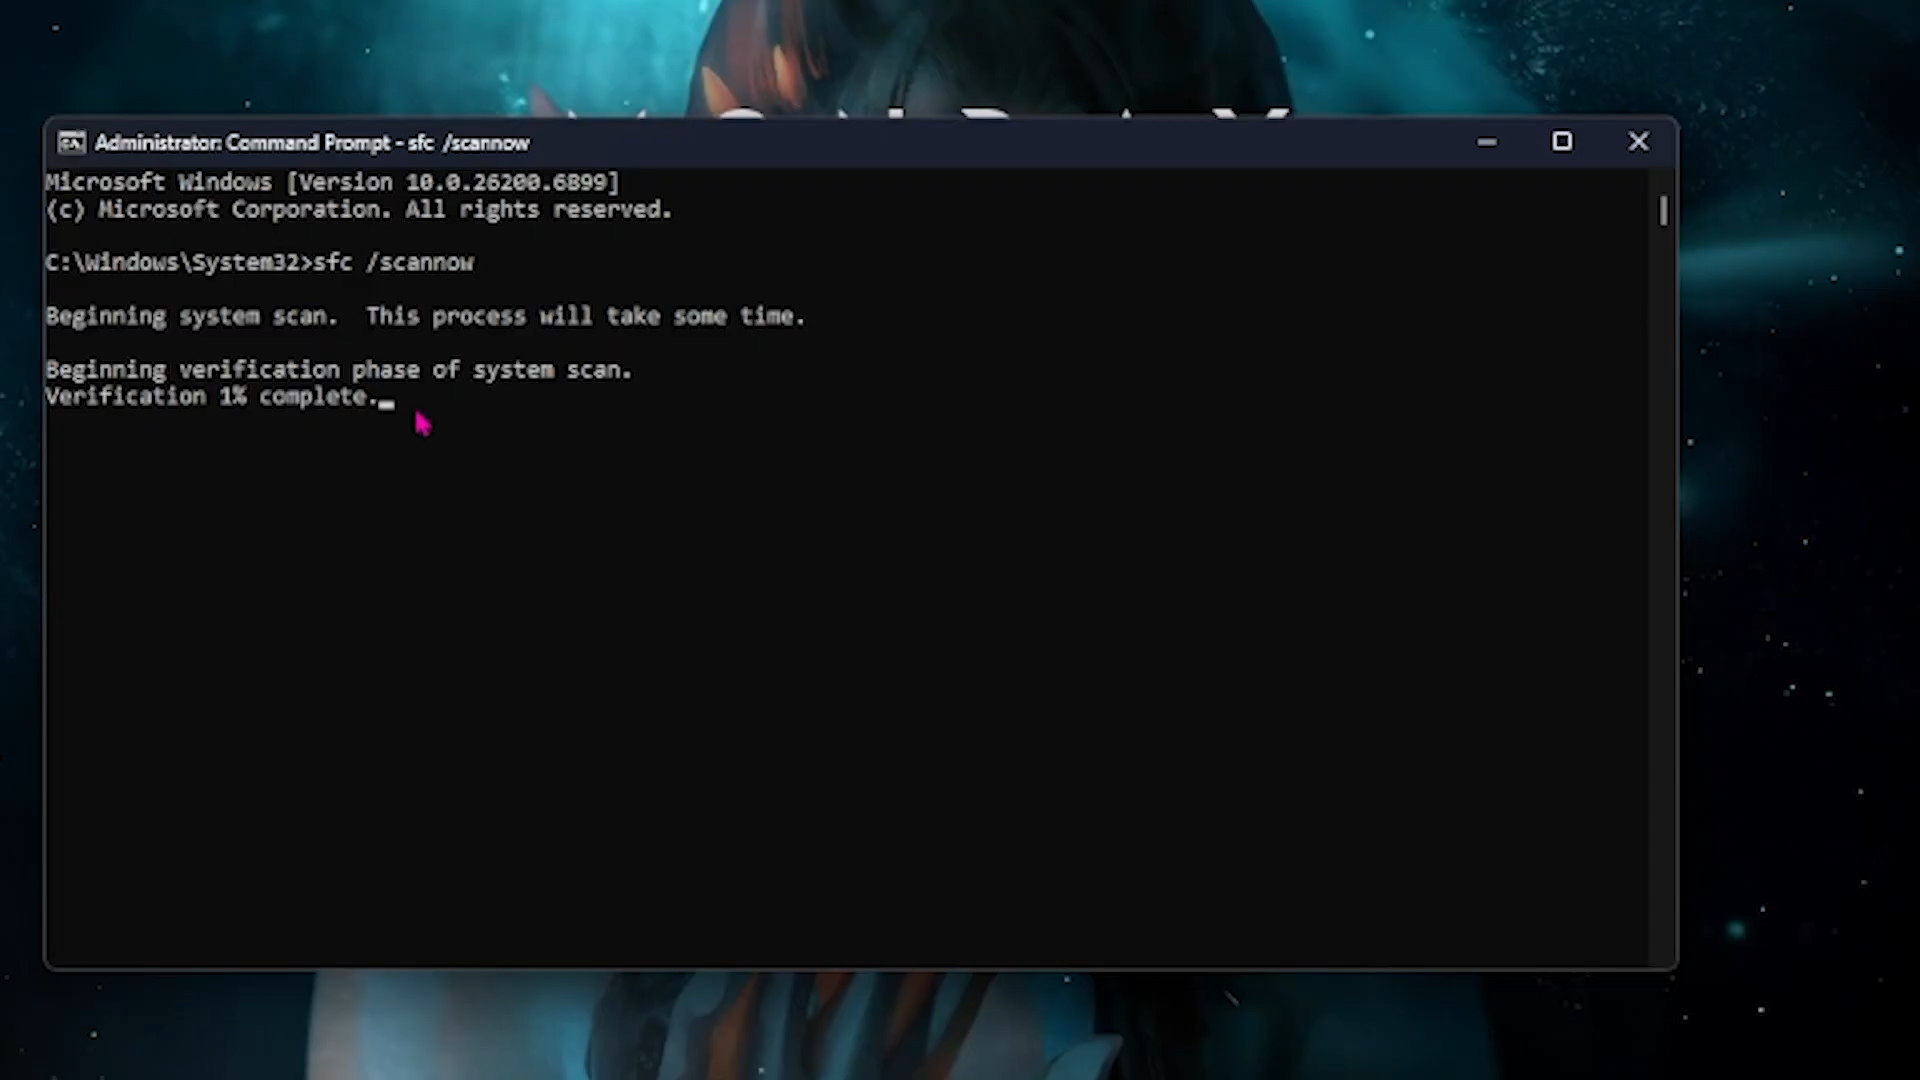 Administrator: Command Prompt - sfc /scannow
Microsoft Windows [Version 10.0.26200.6899]
(c) Microsoft Corporation. All rights reserved.
C:\Windows\System32>sfc /scannow
Beginning system scan.  This process will take some time.
Beginning verification phase of system scan.
Verification 1% complete.